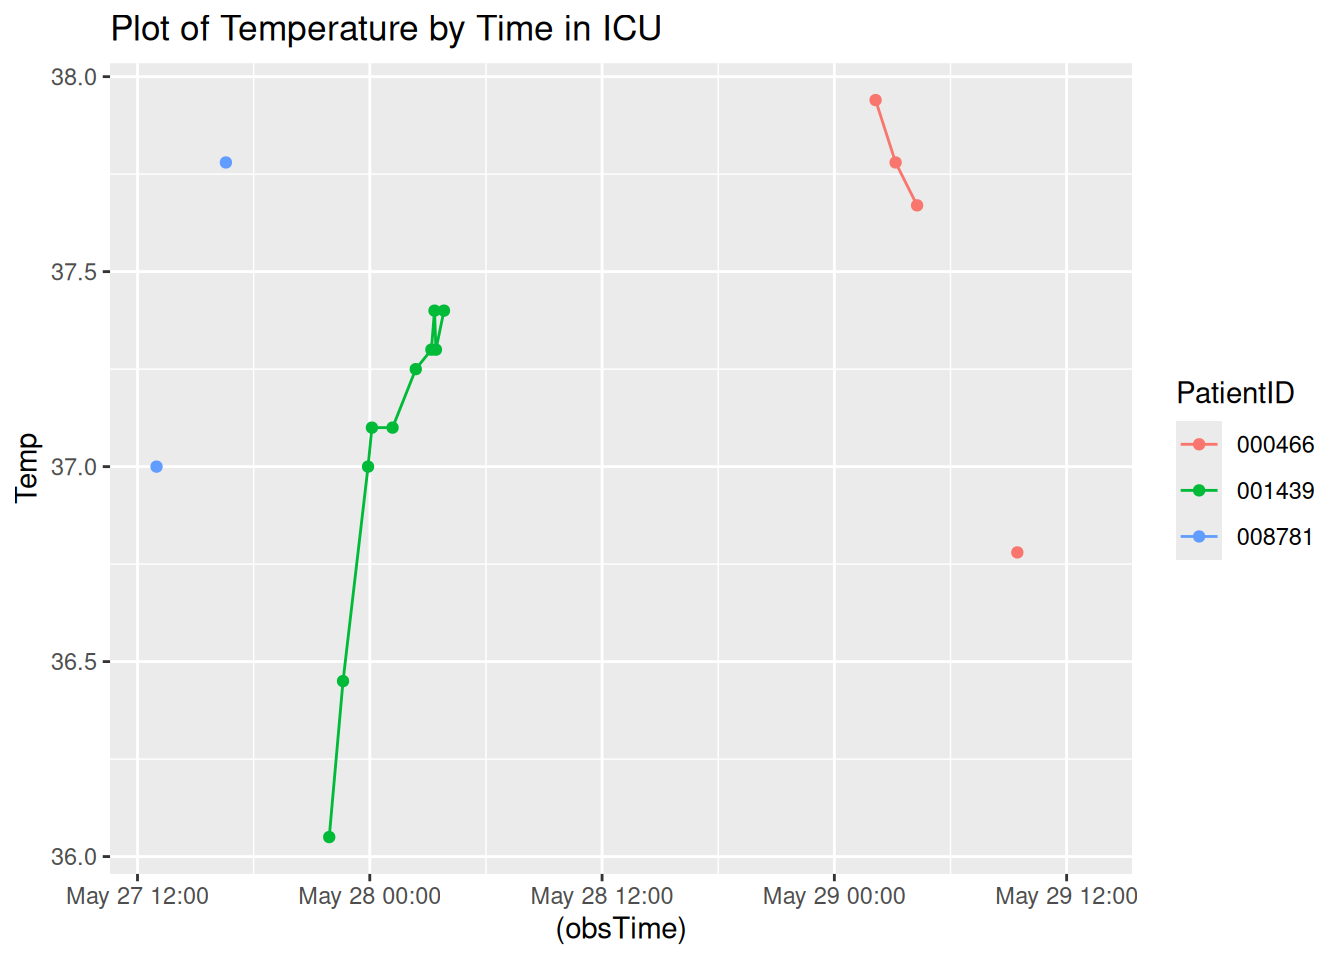 Plot of Temperature by Time in ICU
38.0
37.5
37.0
36.5
36.0
Temp
May 27 12:00 May 28 00:00 May 28 12:00 May 29 00:00 May 29 12:00
(obsTime)
PatientID
000466
001439
008781